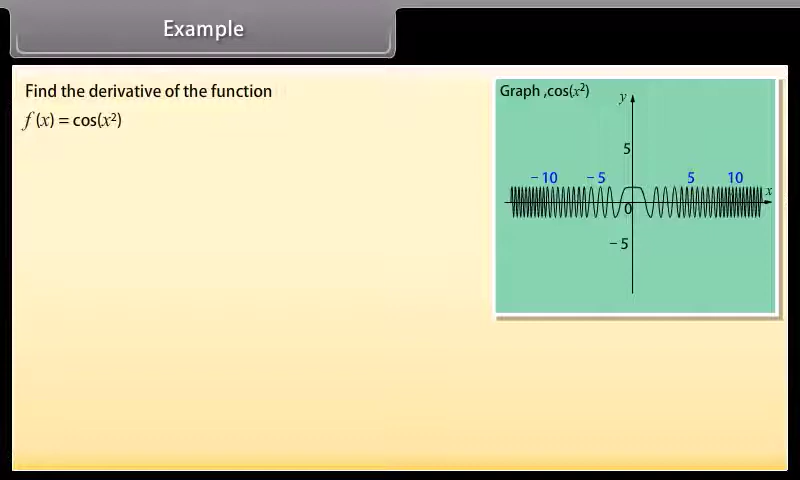 Example
Find the derivative of the function
f (x) = cos(x²)
Graph ,cos(x²)
y
5
− 10 − 5 5 10 x
0
− 5